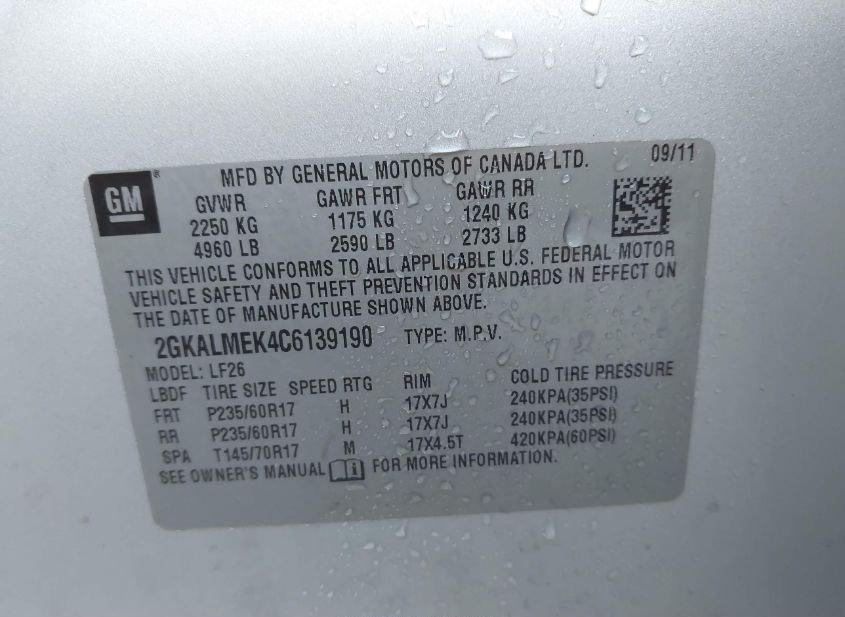 GM
MFD BY GENERAL MOTORS OF CANADA LTD. 09/11
GVWR GAWR FRT GAWR RR
2250 KG 1175 KG 1240 KG
4960 LB 2590 LB 2733 LB
THIS VEHICLE CONFORMS TO ALL APPLICABLE U.S. FEDERAL MOTOR
VEHICLE SAFETY AND THEFT PREVENTION STANDARDS IN EFFECT ON
THE DATE OF MANUFACTURE SHOWN ABOVE.
2GKALMEK4C6139190 TYPE: M.P.V.
MODEL: LF26
LBDF TIRE SIZE SPEED RTG RIM COLD TIRE PRESSURE
FRT P235/60R17 H 17X7J 240KPA(35PSI)
RR P235/60R17 H 17X7J 240KPA(35PSI)
SPA T145/70R17 M 17X4.5T 420KPA(60PSI)
SEE OWNER'S MANUAL FOR MORE INFORMATION.